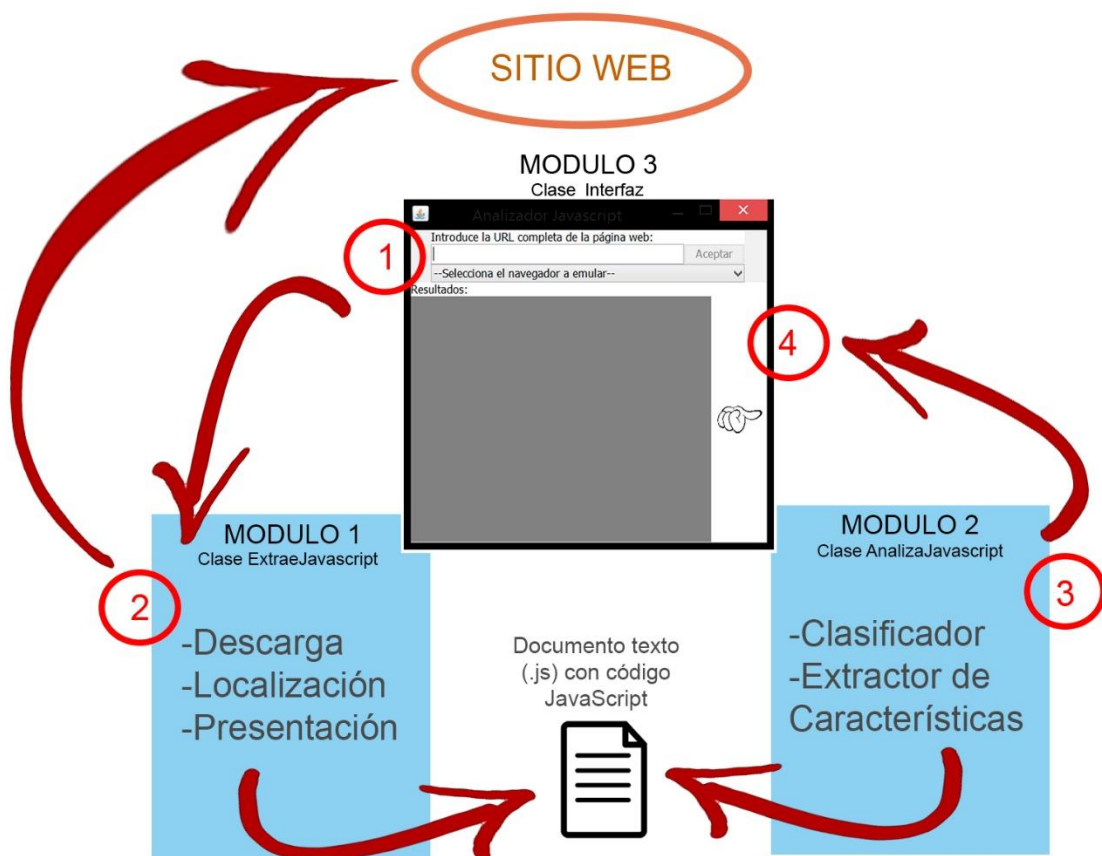 SITIO WEB
MODULO 3
Clase Interfaz
Analizador Javascript
Introduce la URL completa de la página web:
Aceptar
--Selecciona el navegador a emular--
Resultados:
1
4
MODULO 1
Clase ExtraeJavascript
2
-Descarga
-Localización
-Presentación
Documento texto
(.js) con código
JavaScript
MODULO 2
Clase AnalizaJavascript
3
-Clasificador
-Extractor de
Características